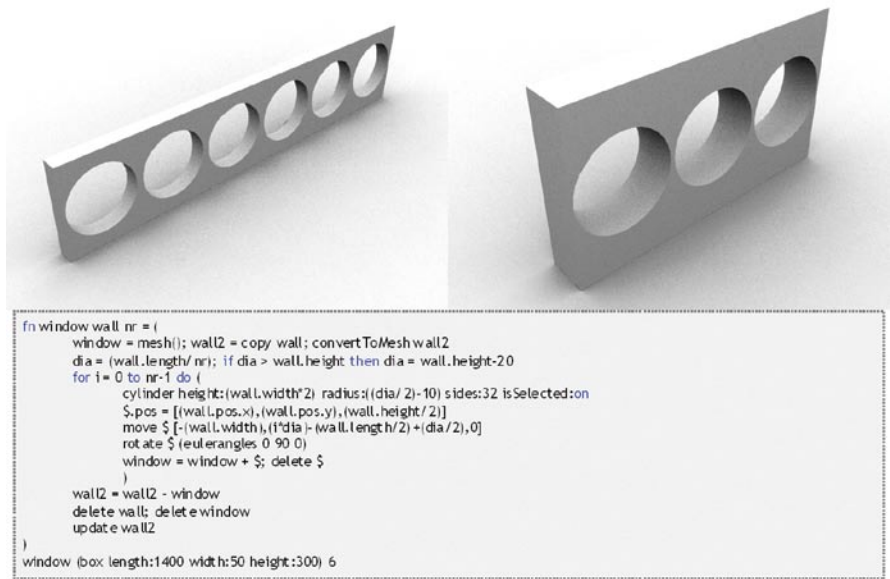 fn window wall nr = (
window = mesh(); wall2 = copy wall; convertToMesh wall2
dia = (wall.length/nr); if dia > wall.height then dia = wall.height-20
for i = 0 to nr-1 do (
cylinder height:(wall.width*2) radius:((dia/2)-10) sides:32 isSelected:on
$.pos = [(wall.pos.x),(wall.pos.y),(wall.height/2)]
move $ [-(wall.width),(i*dia)-(wall.length/2)+(dia/2),0]
rotate $ (eulerangles 0 90 0)
window = window + $; delete $
)
wall2 = wall2 - window
delete wall; delete window
update wall2
)
window (box length:1400 width:50 height:300) 6